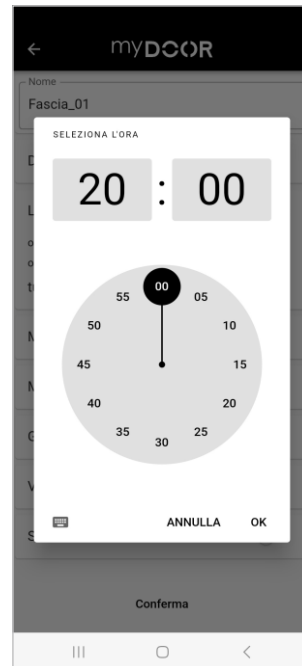 myDOOR
Nome
Fascia_01
SELEZIONA L'ORA
20 : 00
00
55 05
50 10
45 15
40 20
35 25
30
ANNULLA OK
Conferma